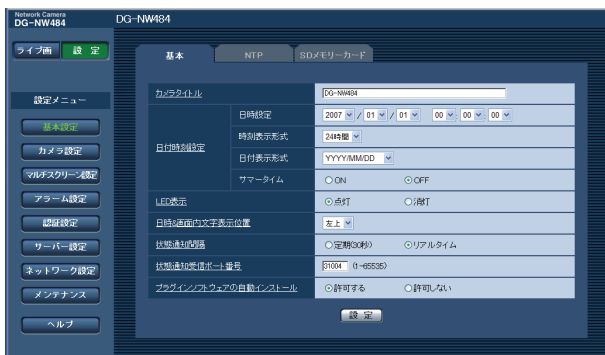 Network Camera
DG-NW484
DG-NW484
ライブ画 設 定
基本 NTP SDメモリーカード
設定メニュー
基本設定
カメラ設定
マルチスクリーン設定
アラーム設定
認証設定
サーバー設定
ネットワーク設定
メンテナンス
ヘルプ
カメラタイトル DG-NW484
日付時刻設定
日時設定 2007 / 01 / 01 00 : 00 : 00
時刻表示形式 24時間
日付表示形式 YYYY/MM/DD
サマータイム ON OFF
LED表示 点灯 消灯
日時&画面内文字表示位置 左上
状態通知間隔 定期(30秒) リアルタイム
状態通知受信ポート番号 31004 (1-65535)
プラグインソフトウェアの自動インストール 許可する 許可しない
設 定